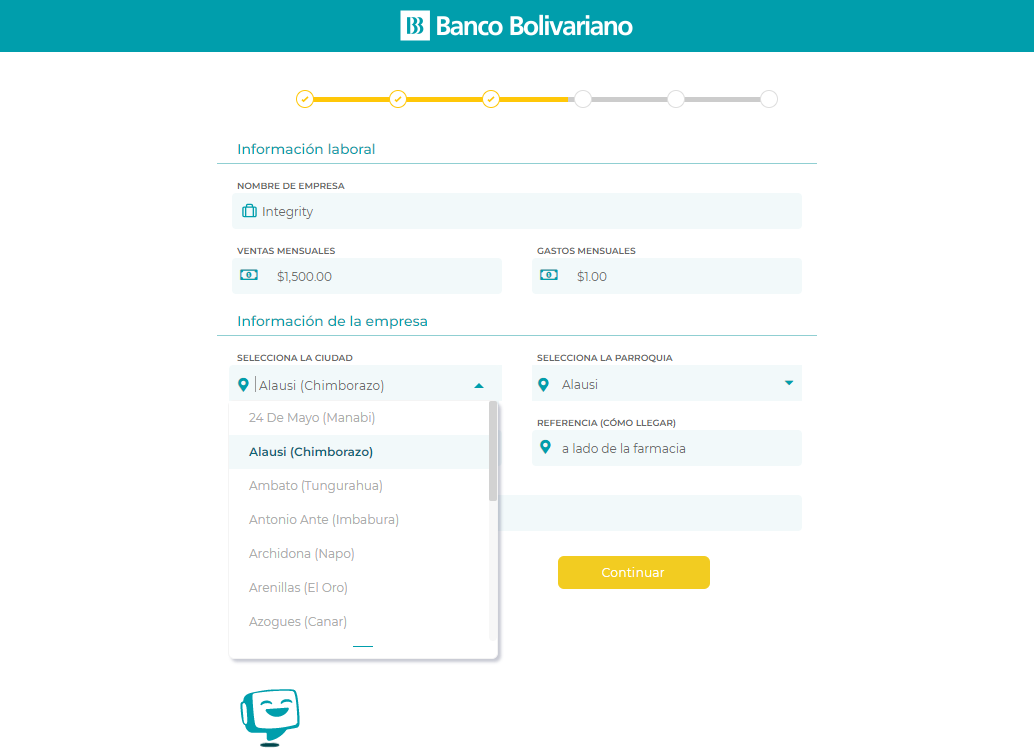 Banco Bolivariano
Información laboral
NOMBRE DE EMPRESA
Integrity
VENTAS MENSUALES
GASTOS MENSUALES
$1,500.00
$1.00
Información de la empresa
SELECCIONA LA CIUDAD
SELECCIONA LA PARROQUIA
Alausi (Chimborazo)
Alausi
24 De Mayo (Manabi)
REFERENCIA (CÓMO LLEGAR)
Alausi (Chimborazo)
a lado de la farmacia
Ambato (Tungurahua)
Antonio Ante (Imbabura)
Archidona (Napo)
Continuar
Arenillas (El Oro)
Azogues (Canar)